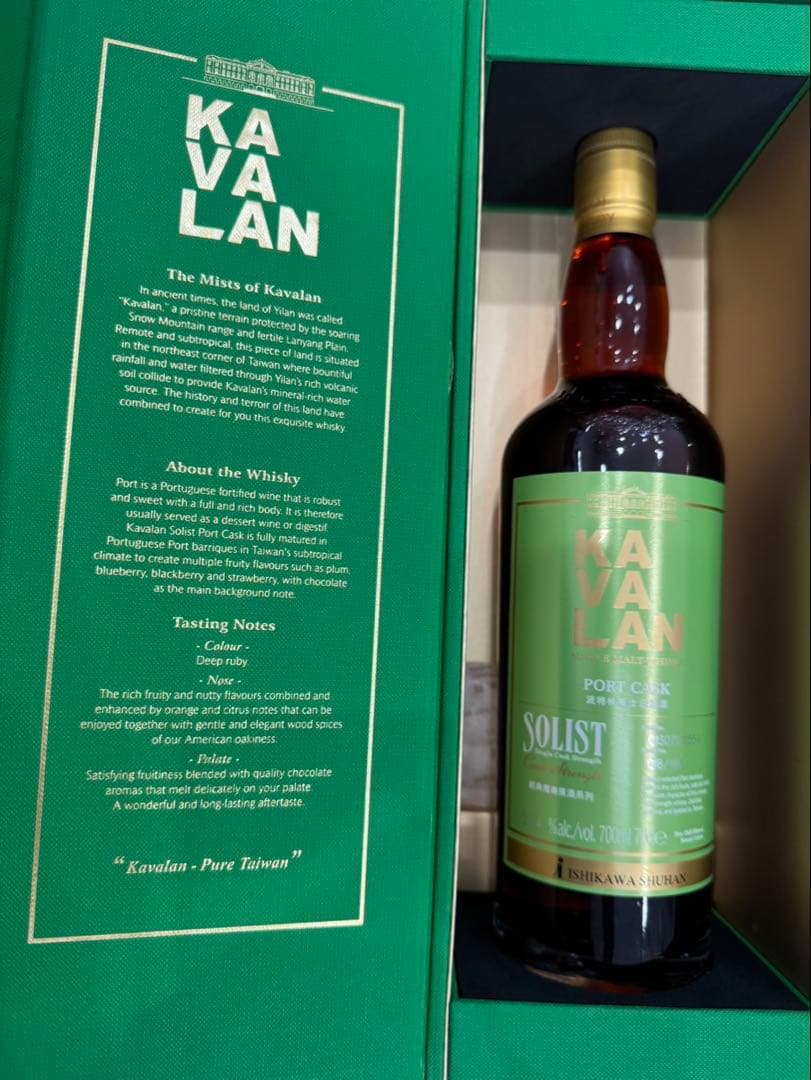 KA
VA
LAN
The Mists of Kavalan
In ancient times, the land of Yilan was called
"Kavalan," a pristine terrain protected by the soaring
Snow Mountain range and fertile Lanyang Plain.
Remote and subtropical, this piece of land is situated
in the northeast corner of Taiwan where bountiful
rainfall and water filtered through Yilan's rich volcanic
soil collide to provide Kavalan's mineral-rich water
source. The history and terroir of this land have
combined to create for you this exquisite whisky.
About the Whisky
Port is a Portuguese fortified wine that is robust
and sweet with a full and rich body. It is therefore
usually served as a dessert wine or digestif.
Kavalan Solist Port Cask is fully matured in
Portuguese Port barriques in Taiwan's subtropical
climate to create multiple fruity flavours such as plum,
blueberry, blackberry and strawberry, with chocolate
as the main background note.
Tasting Notes
- Colour -
Deep ruby
- Nose -
The rich fruity and nutty flavours combined and
enhanced by orange and citrus notes that can be
enjoyed together with gentle and elegant wood spices
of our American oakiness.
- Palate -
Satisfying fruitiness blended with quality chocolate
aromas that melt delicately on your palate.
A wonderful and long-lasting aftertaste.
"Kavalan - Pure Taiwan"
KA
VA
LAN
MALT
PORT CASK
SOLIST
Single Cask Strength
Cask Strength
%alc./vol. 700ml
ISHIKAWA SHUHAN